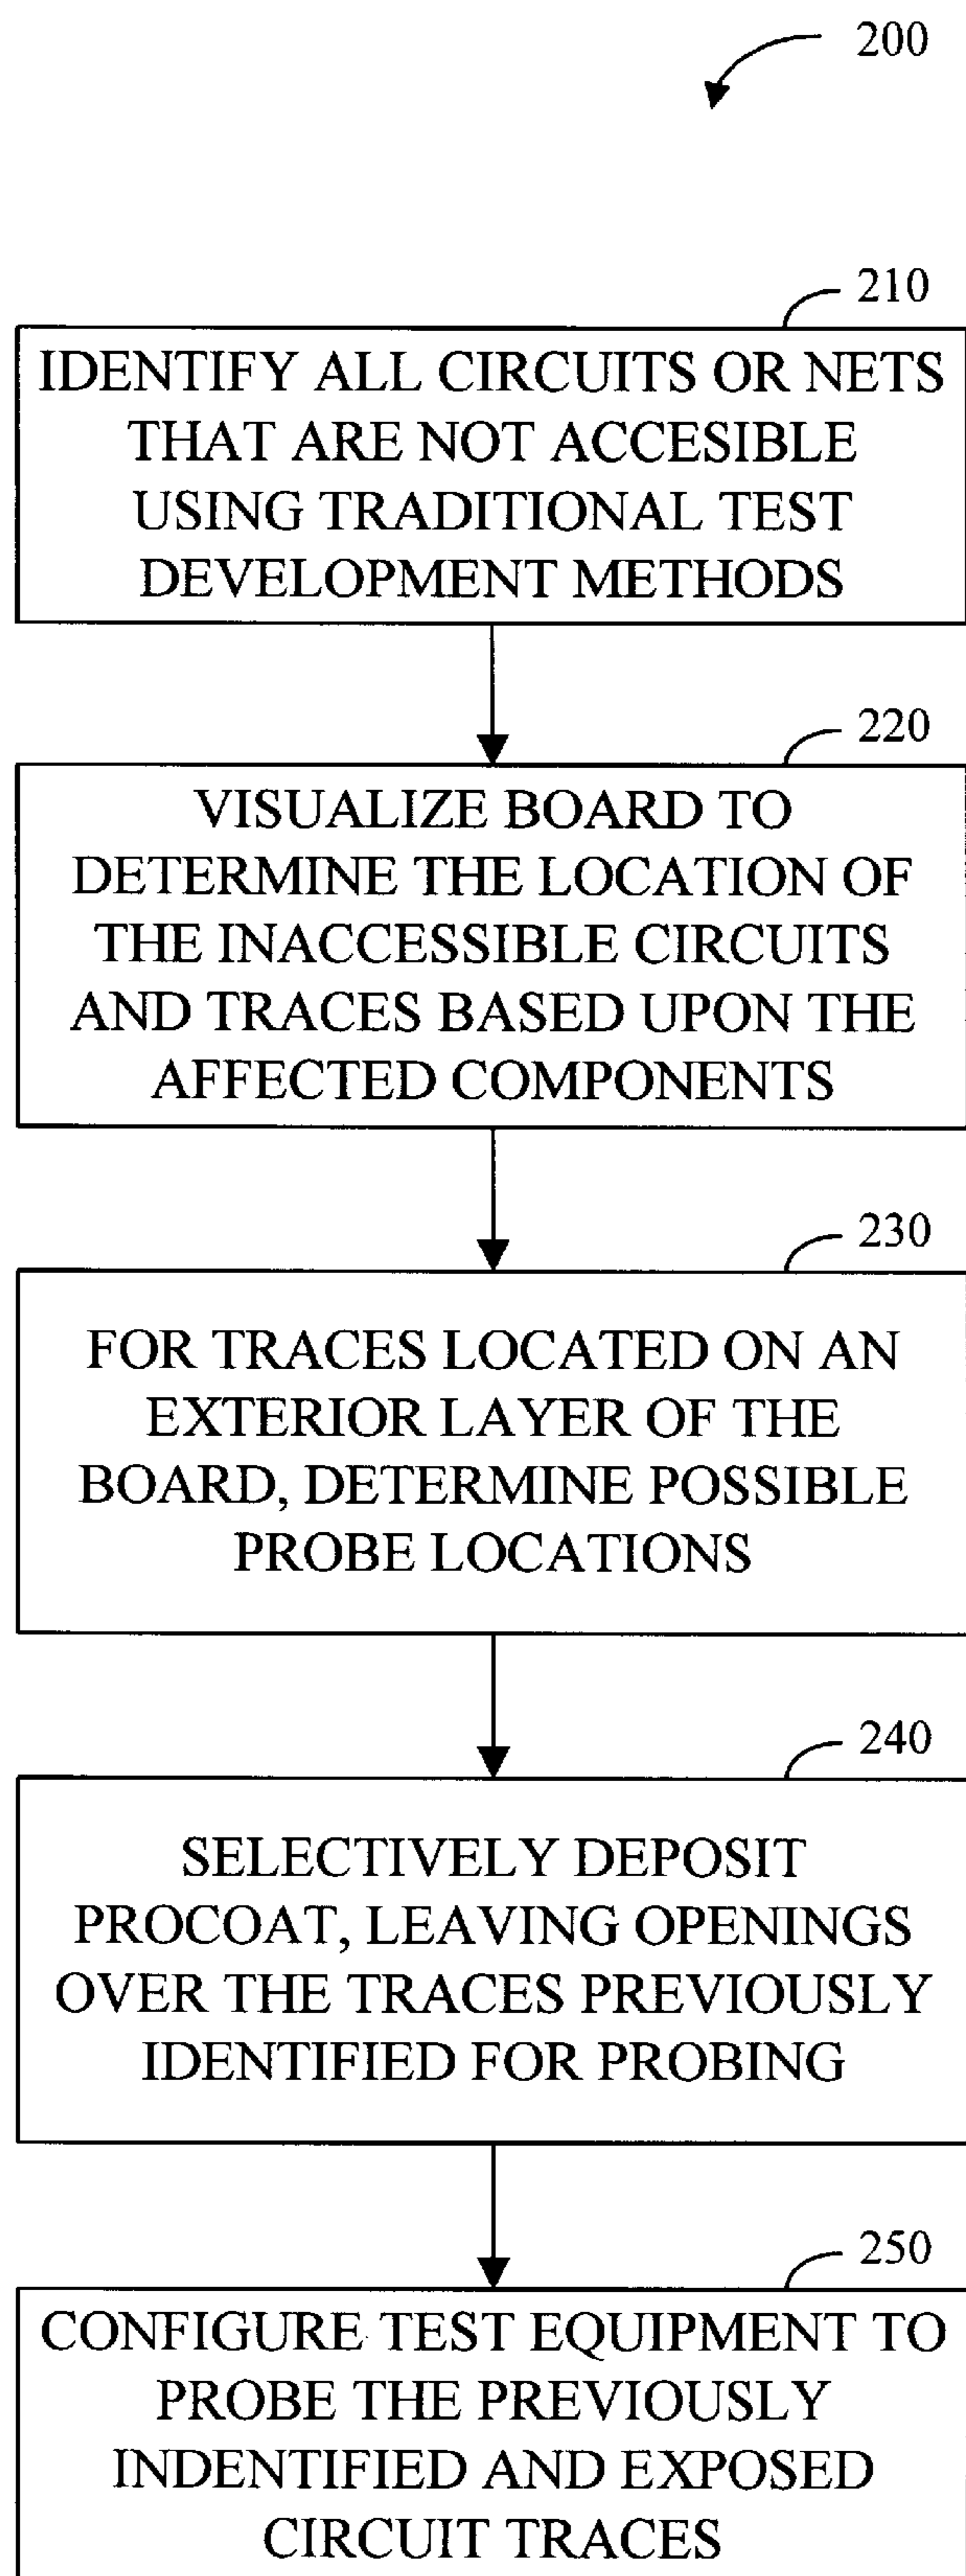 200
210
IDENTIFY ALL CIRCUITS OR NETS
THAT ARE NOT ACCESIBLE
USING TRADITIONAL TEST
DEVELOPMENT METHODS
220
VISUALIZE BOARD TO
DETERMINE THE LOCATION OF
THE INACCESSIBLE CIRCUITS
AND TRACES BASED UPON THE
AFFECTED COMPONENTS
230
FOR TRACES LOCATED ON AN
EXTERIOR LAYER OF THE
BOARD, DETERMINE POSSIBLE
PROBE LOCATIONS
240
SELECTIVELY DEPOSIT
PROCOAT, LEAVING OPENINGS
OVER THE TRACES PREVIOUSLY
IDENTIFIED FOR PROBING
250
CONFIGURE TEST EQUIPMENT TO
PROBE THE PREVIOUSLY
INDENTIFIED AND EXPOSED
CIRCUIT TRACES